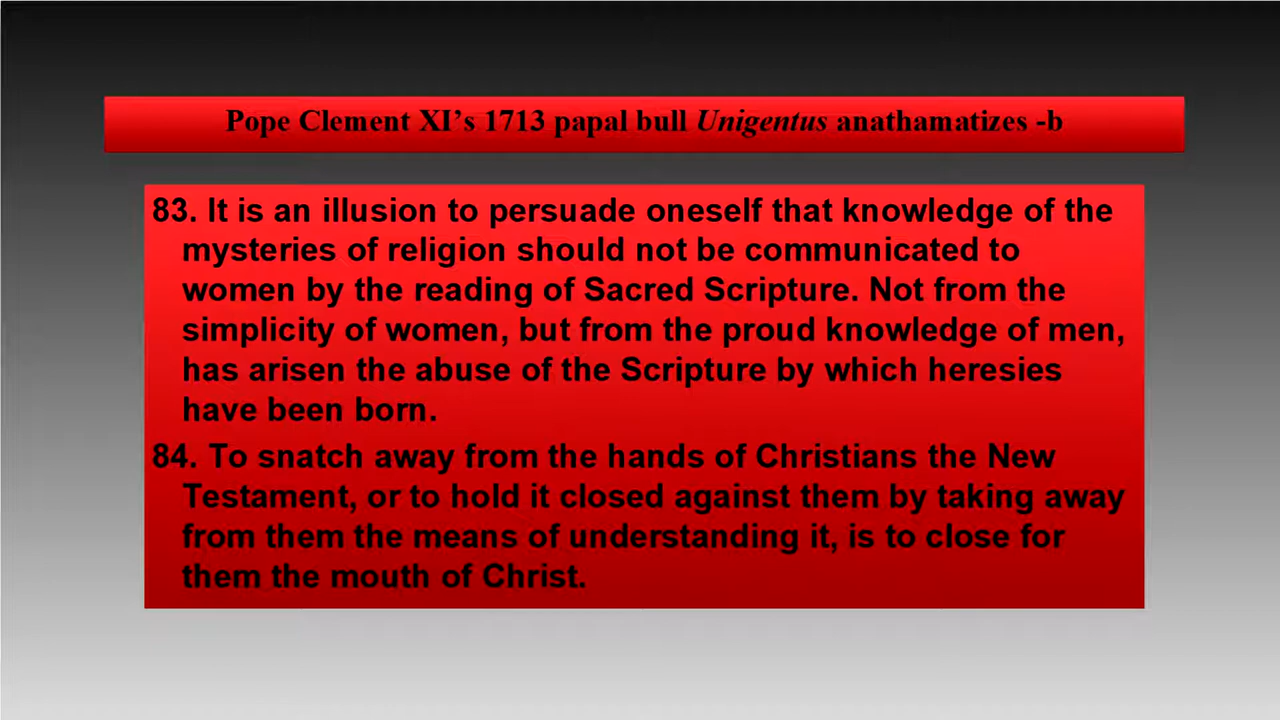 Pope Clement XI’s 1713 papal bull Unigentus anathamatizes -b
83. It is an illusion to persuade oneself that knowledge of the
mysteries of religion should not be communicated to
women by the reading of Sacred Scripture. Not from the
simplicity of women, but from the proud knowledge of men,
has arisen the abuse of the Scripture by which heresies
have been born.
84. To snatch away from the hands of Christians the New
Testament, or to hold it closed against them by taking away
from them the means of understanding it, is to close for
them the mouth of Christ.